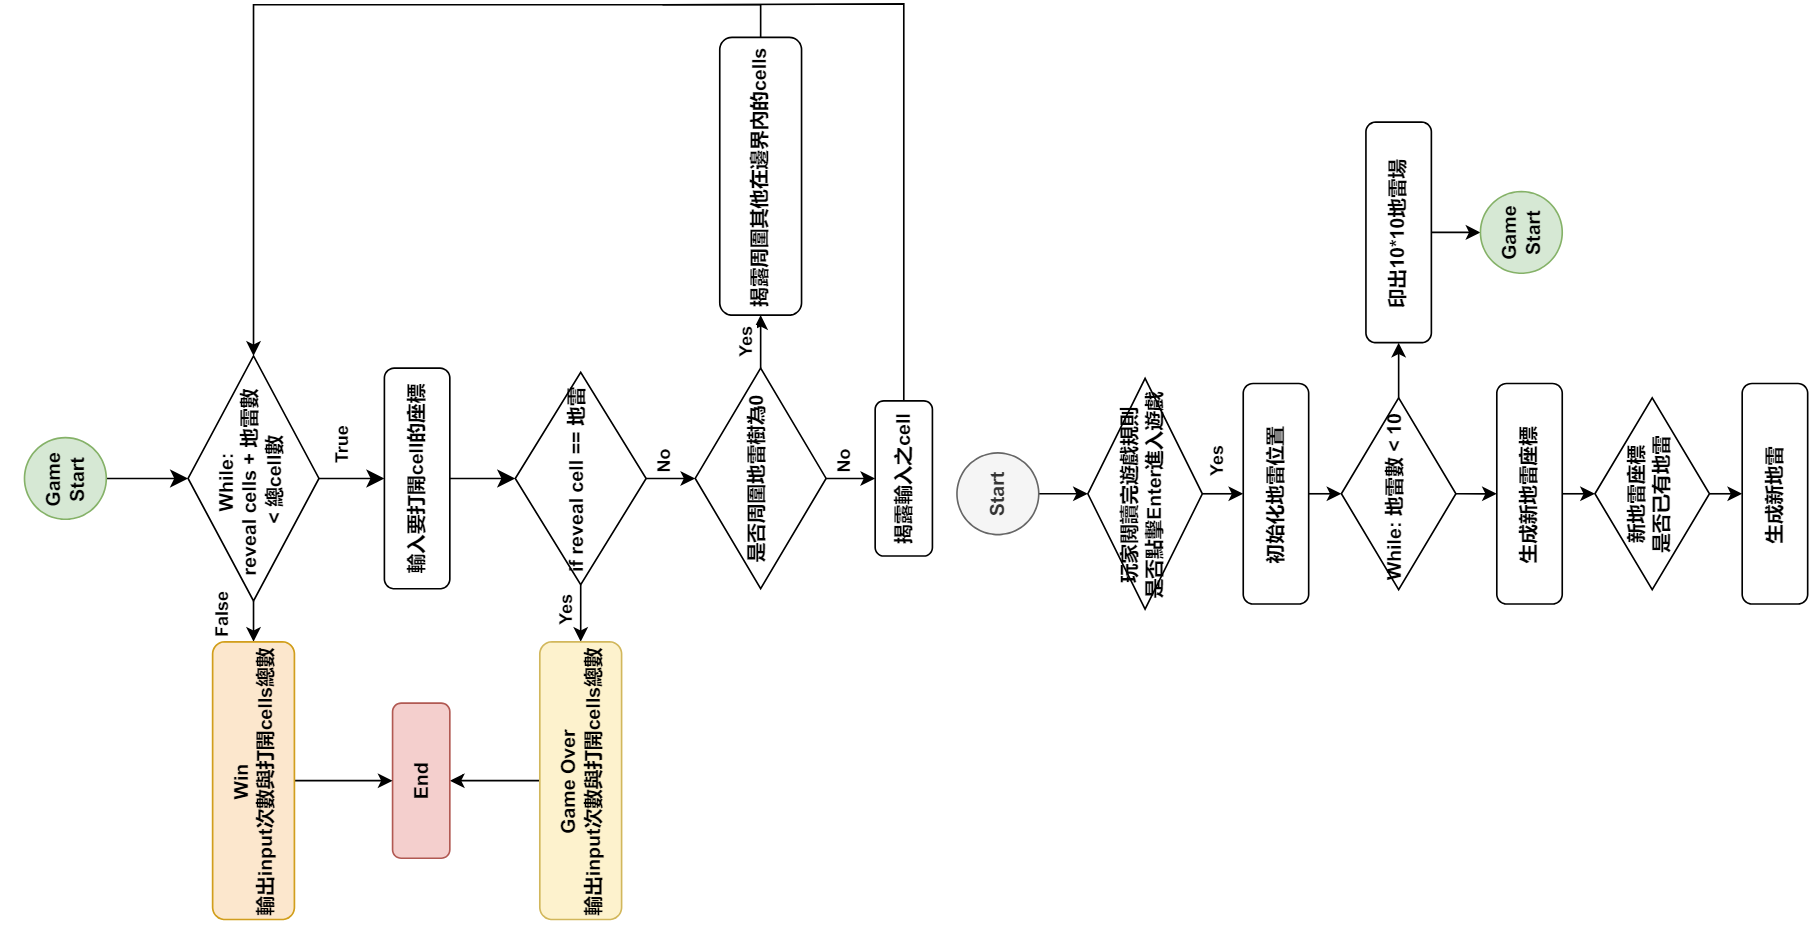 Start
玩家閱讀完遊戲規則
是否點擊Enter進入遊戲
Yes
初始化地雷位置
While: 地雷數 < 10
印出10*10地雷場
Game
Start
生成新地雷座標
新地雷座標
是否已有地雷
生成新地雷
Game
Start
While:
reveal cells + 地雷數
< 總cell數
False
True
Win
輸出input次數與打開cells總數
End
輸入要打開cell的座標
if reveal cell == 地雷
Yes
No
Game Over
輸出input次數與打開cells總數
是否周圍地雷樹為0
Yes
No
揭露周圍其他在邊界內的cells
揭露輸入之cell